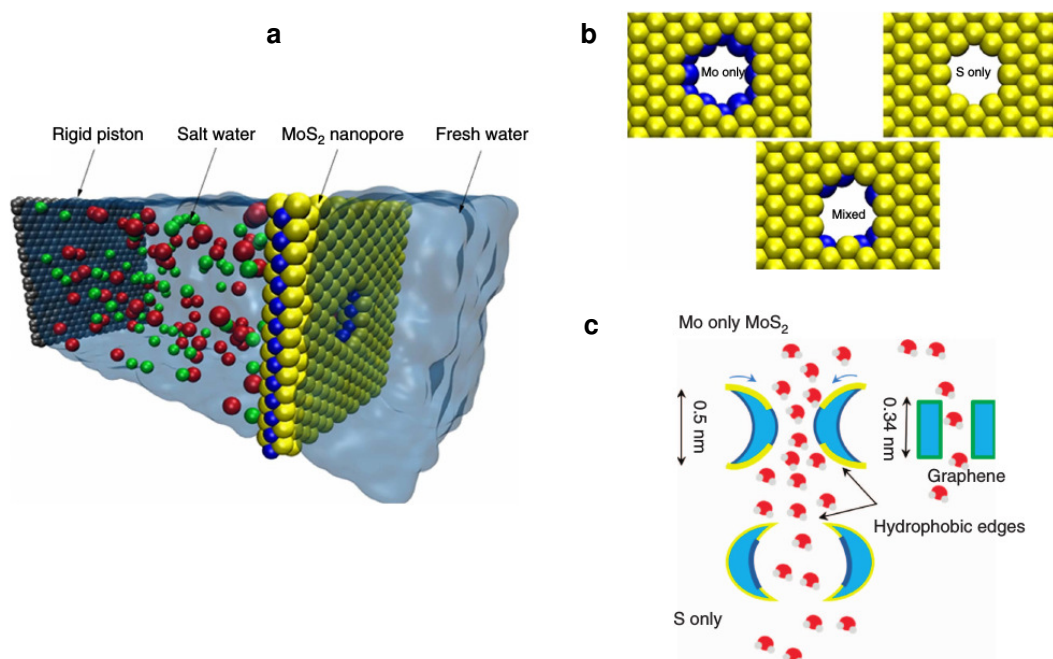 a
Rigid piston
Salt water
MoS₂ nanopore
Fresh water
b
Mo only
S only
Mixed
c
Mo only MoS₂
0.5 nm
0.34 nm
Graphene
Hydrophobic edges
S only